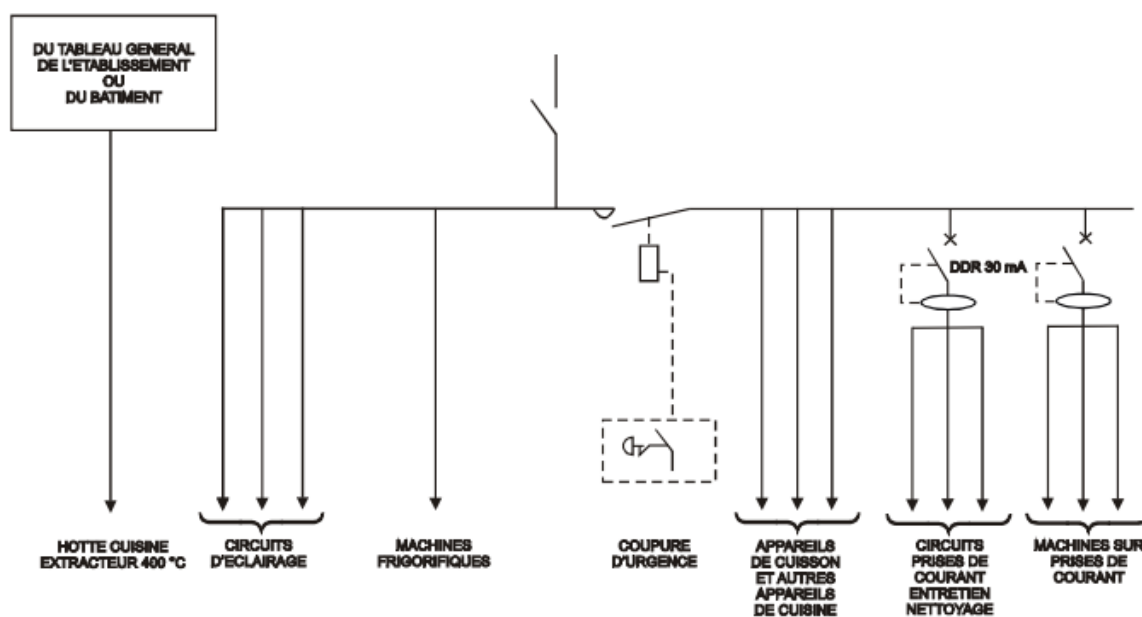 DU TABLEAU GENERAL
DE L'ETABLISSEMENT
OU
DU BATIMENT
DDR 30 mA
HOTTE CUISINE
EXTRACTEUR 400 °C
CIRCUITS
D'ECLAIRAGE
MACHINES
FRIGORIFIQUES
COUPURE
D'URGENCE
APPAREILS
DE CUISSON
ET AUTRES
APPAREILS
DE CUISINE
CIRCUITS
PRISES DE
COURANT
ENTRETIEN
NETTOYAGE
MACHINES SUR
PRISES DE
COURANT